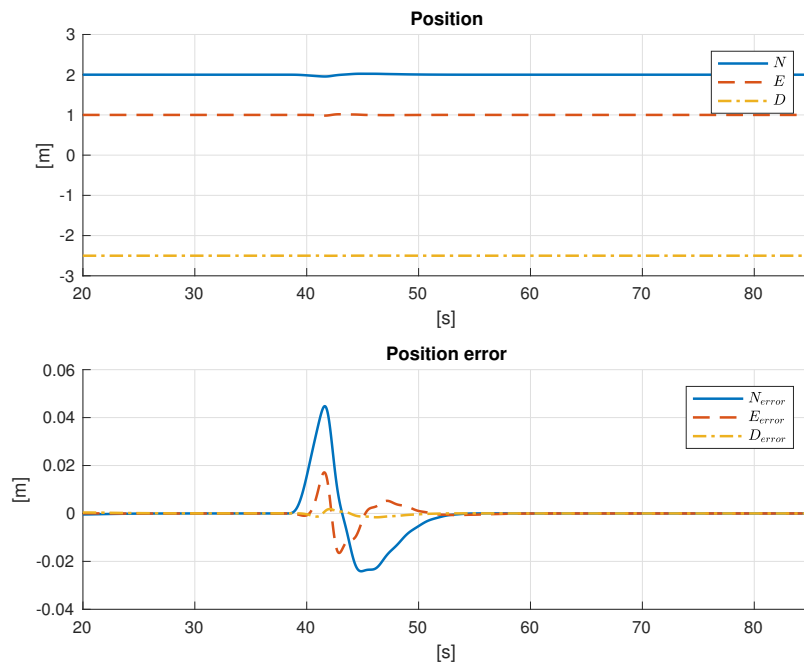 Position
3
2
1
0
-1
-2
-3
[m]
N
E
D
20
30
40
50
60
70
80
[s]
Position error
0.06
0.04
0.02
0
-0.02
-0.04
[m]
N_error
E_error
D_error
20
30
40
50
60
70
80
[s]